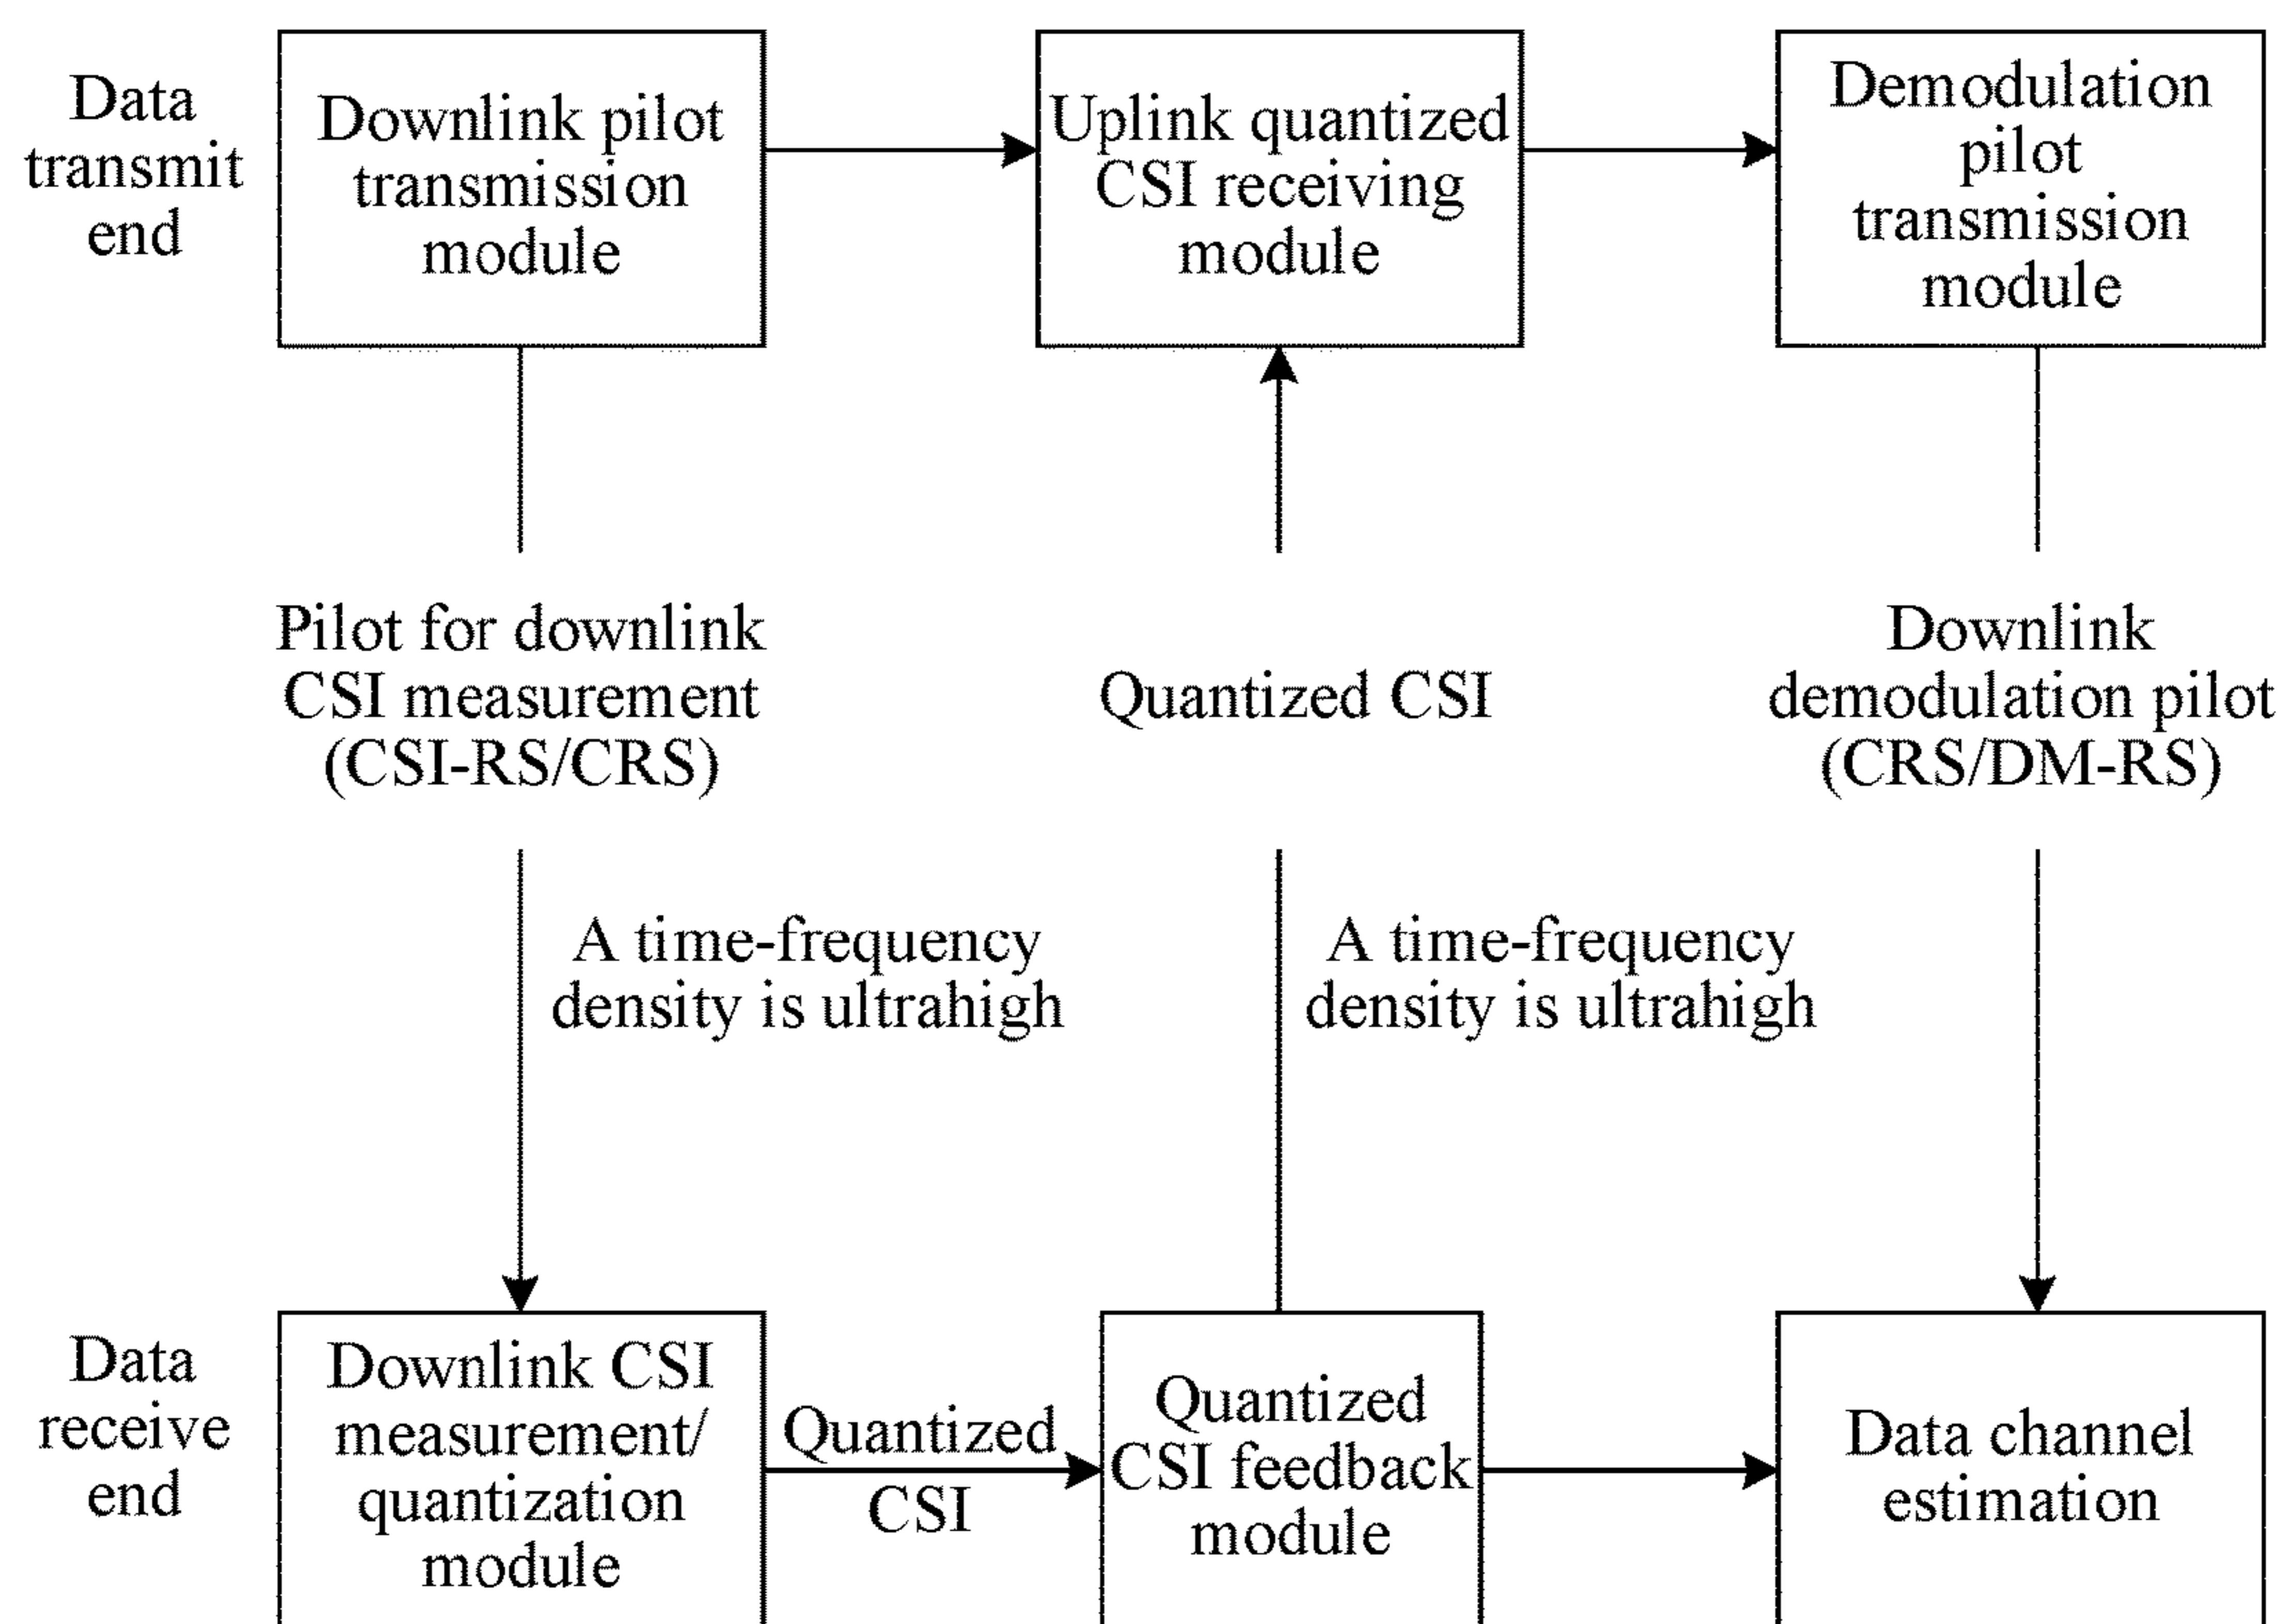 Data
transmit
end
Downlink pilot
transmission
module
Uplink quantized
CSI receiving
module
Demodulation
pilot
transmission
module
Pilot for downlink
CSI measurement
(CSI-RS/CRS)
Quantized CSI
Downlink
demodulation pilot
(CRS/DM-RS)
A time-frequency
density is ultrahigh
A time-frequency
density is ultrahigh
Data
receive
end
Downlink CSI
measurement/
quantization
module
Quantized
CSI
Quantized
CSI feedback
module
Data channel
estimation